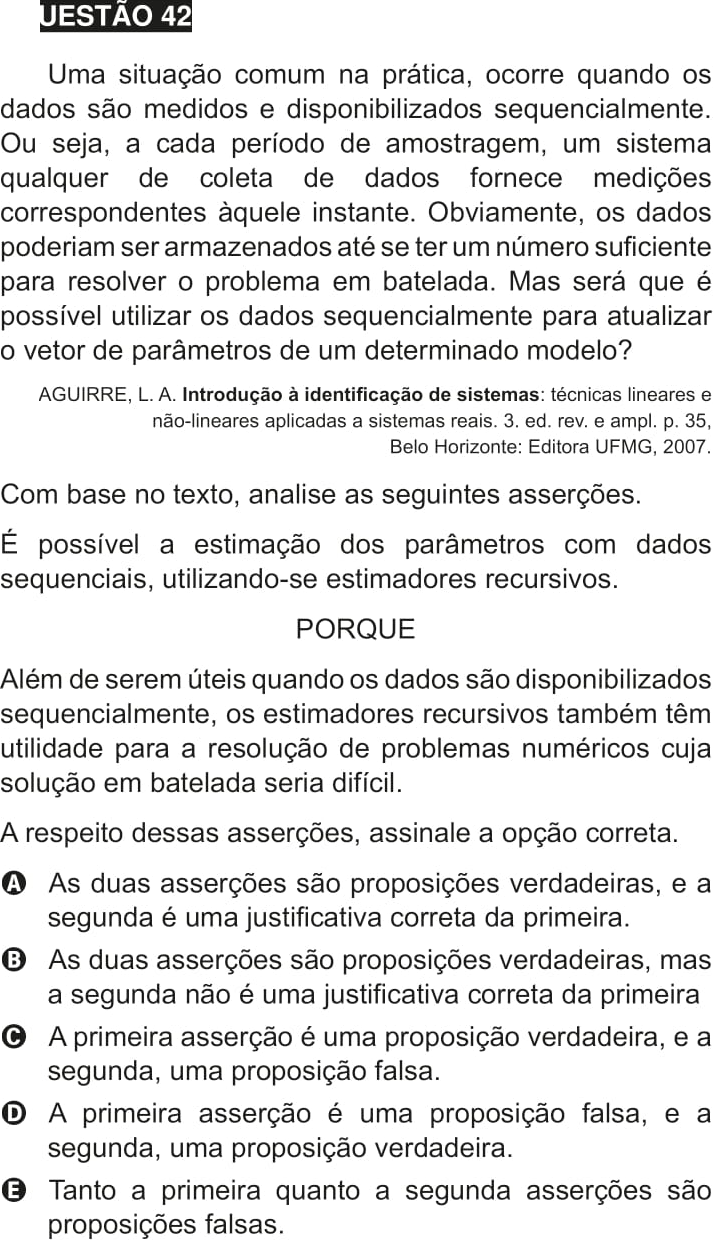 UESTÃO 42
Uma situação comum na prática, ocorre quando os
dados são medidos e disponibilizados sequencialmente.
Ou seja, a cada período de amostragem, um sistema
qualquer de coleta de dados fornece medições
correspondentes àquele instante. Obviamente, os dados
poderiam ser armazenados até se ter um número suficiente
para resolver o problema em batelada. Mas será que é
possível utilizar os dados sequencialmente para atualizar
o vetor de parâmetros de um determinado modelo?
AGUIRRE, L. A. Introdução à identificação de sistemas: técnicas lineares e
não-lineares aplicadas a sistemas reais. 3. ed. rev. e ampl. p. 35,
Belo Horizonte: Editora UFMG, 2007.
Com base no texto, analise as seguintes asserções.
É possível a estimação dos parâmetros com dados
sequenciais, utilizando-se estimadores recursivos.
PORQUE
Além de serem úteis quando os dados são disponibilizados
sequencialmente, os estimadores recursivos também têm
utilidade para a resolução de problemas numéricos cuja
solução em batelada seria difícil.
A respeito dessas asserções, assinale a opção correta.
A As duas asserções são proposições verdadeiras, e a
segunda é uma justificativa correta da primeira.
B As duas asserções são proposições verdadeiras, mas
a segunda não é uma justificativa correta da primeira
C A primeira asserção é uma proposição verdadeira, e a
segunda, uma proposição falsa.
D A primeira asserção é uma proposição falsa, e a
segunda, uma proposição verdadeira.
E Tanto a primeira quanto a segunda asserções são
proposições falsas.